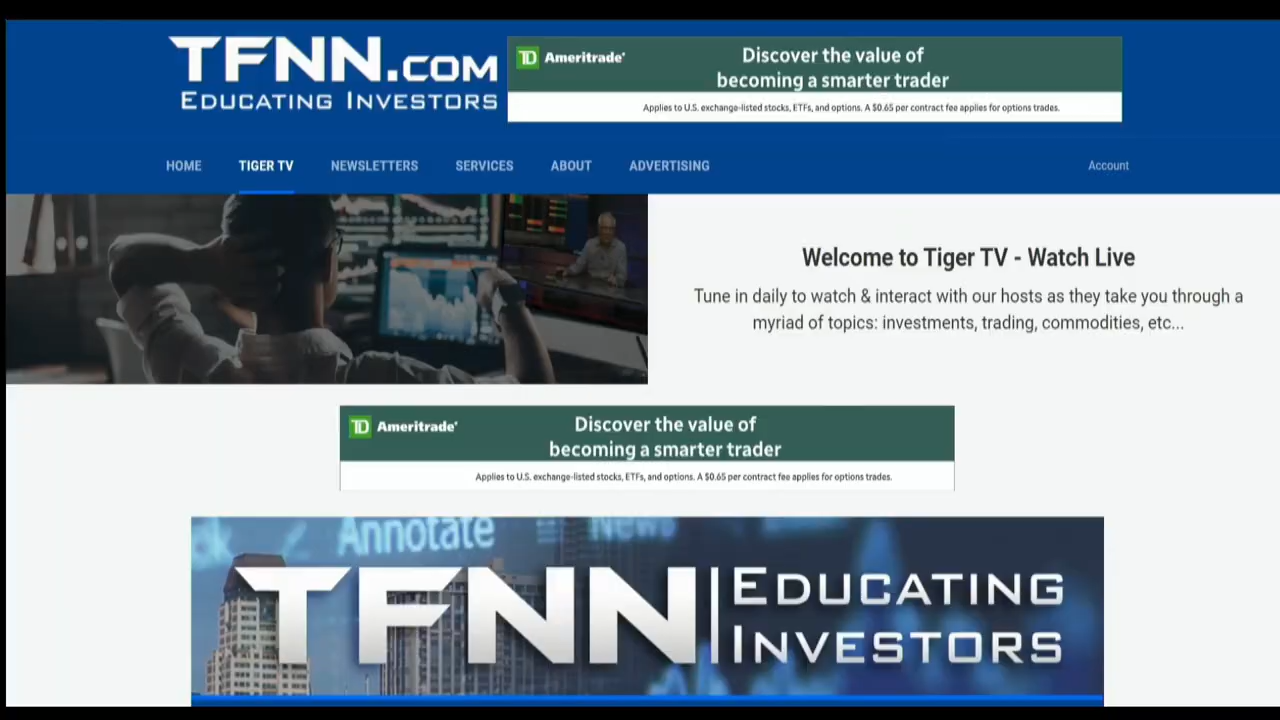 TFNN.COM
EDUCATING INVESTORS
TD Ameritrade
Discover the value of
becoming a smarter trader
Applies to U.S. exchange-listed stocks, ETFs, and options. A $0.65 per contract fee applies for options trades.
HOME TIGER TV NEWSLETTERS SERVICES ABOUT ADVERTISING Account
Welcome to Tiger TV - Watch Live
Tune in daily to watch & interact with our hosts as they take you through a
myriad of topics: investments, trading, commodities, etc...
TD Ameritrade
Discover the value of
becoming a smarter trader
Applies to U.S. exchange-listed stocks, ETFs, and options. A $0.65 per contract fee applies for options trades.
Annotate News
TFNN EDUCATING
INVESTORS